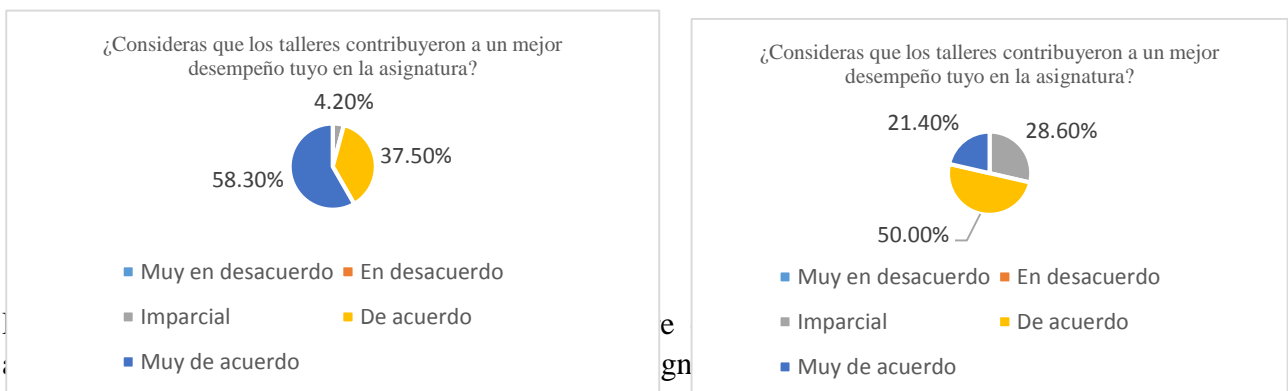 ¿Consideras que los talleres contribuyeron a un mejor
desempeño tuyo en la asignatura?
4.20%
37.50%
58.30%
Muy en desacuerdo
En desacuerdo
Imparcial
De acuerdo
Muy de acuerdo
¿Consideras que los talleres contribuyeron a un mejor
desempeño tuyo en la asignatura?
21.40%
28.60%
50.00%
Muy en desacuerdo
En desacuerdo
Imparcial
De acuerdo
Muy de acuerdo